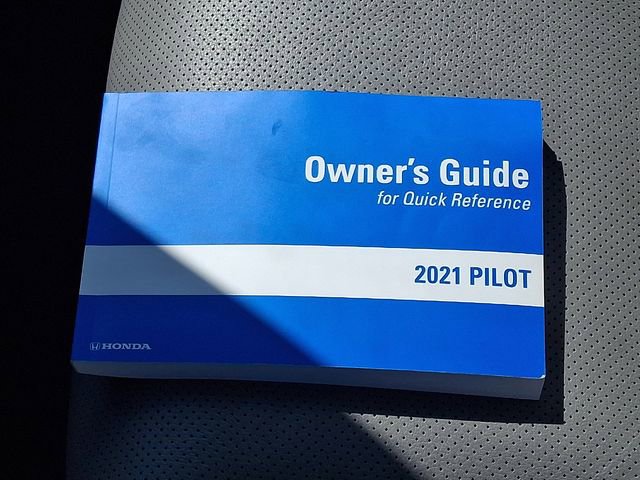 Owner's Guide
for Quick Reference
2021 PILOT
HONDA